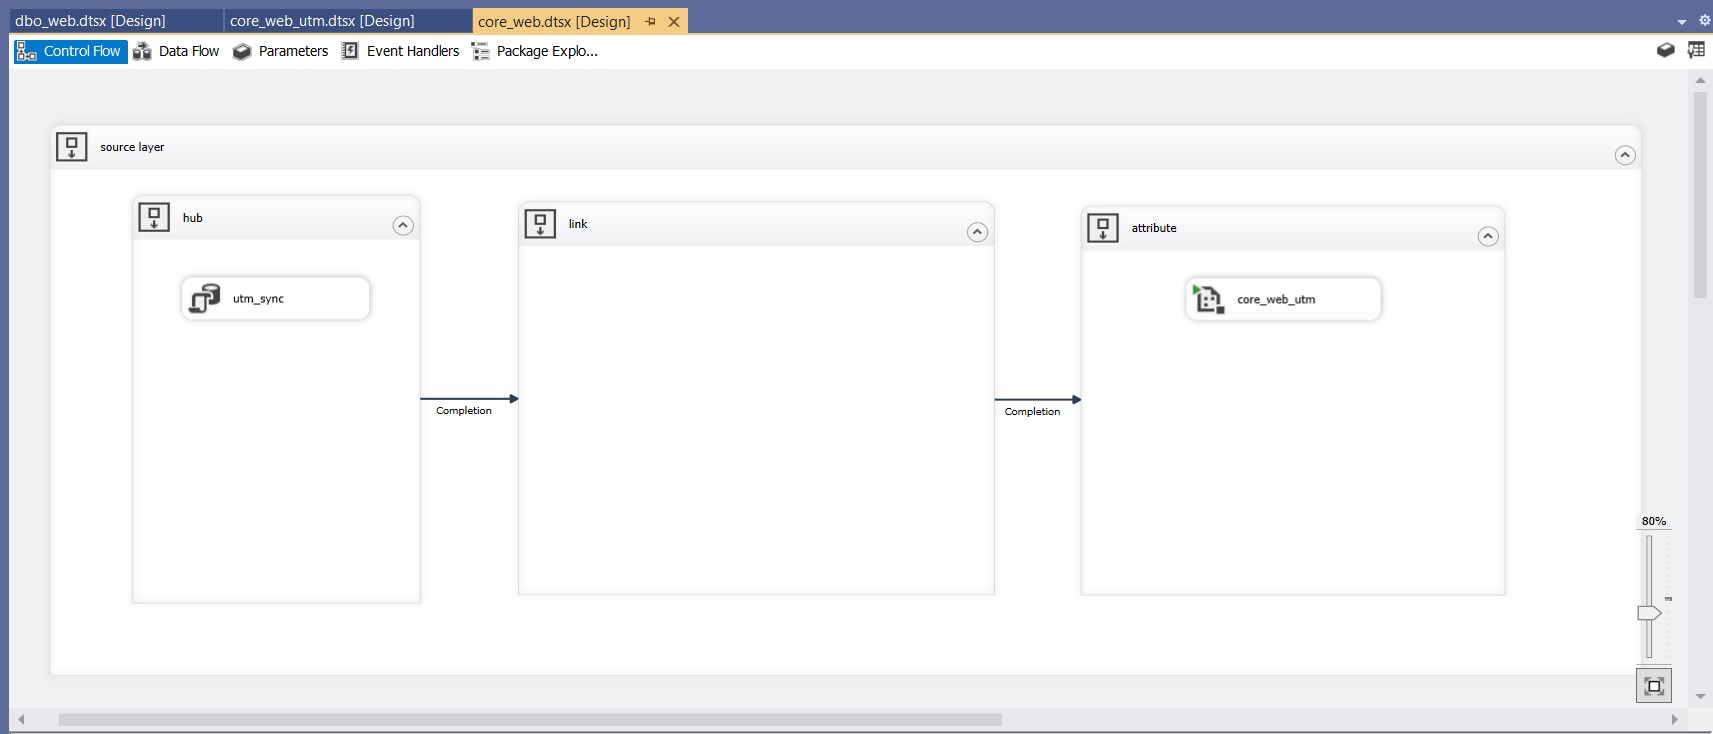 dbo_web.dtsx [Design]
core_web_utm.dtsx [Design]
core_web.dtsx [Design]
Control Flow
Data Flow
Parameters
Event Handlers
Package Explo...
source layer
hub
link
attribute
utm_sync
core_web_utm
Completion
Completion
80%